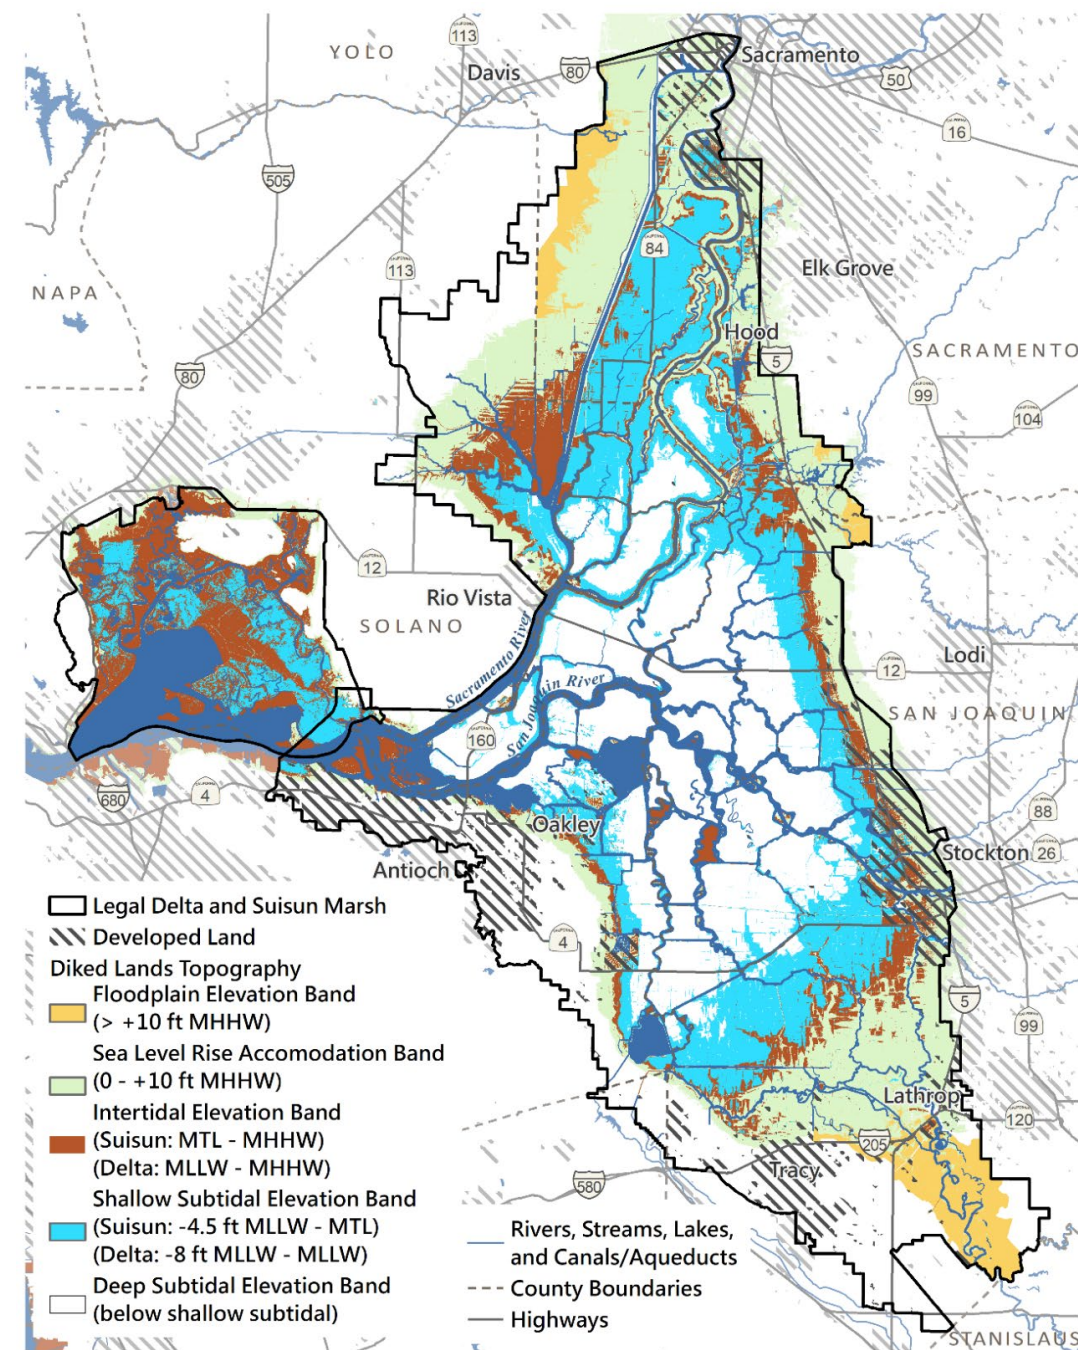 YOLO
113
Davis
80
Sacramento
50
16
505
84
113
Elk Grove
NAPA
Hood
5
SACRAMENTO
80
99
104
12
Rio Vista
SOLANO
Lodi
12
Sacramento River
San Joaquin River
SAN JOAQUIN
160
680
4
88
Oakley
Stockton
26
Antioch
4
5
99
Lathrop
120
205
Tracy
580
STANISLAUS
Legal Delta and Suisun Marsh
Developed Land
Diked Lands Topography
Floodplain Elevation Band
(> +10 ft MHHW)
Sea Level Rise Accomodation Band
(0 - +10 ft MHHW)
Intertidal Elevation Band
(Suisun: MTL - MHHW)
(Delta: MLLW - MHHW)
Shallow Subtidal Elevation Band
(Suisun: -4.5 ft MLLW - MTL)
(Delta: -8 ft MLLW - MLLW)
Deep Subtidal Elevation Band
(below shallow subtidal)
Rivers, Streams, Lakes,
and Canals/Aqueducts
County Boundaries
Highways